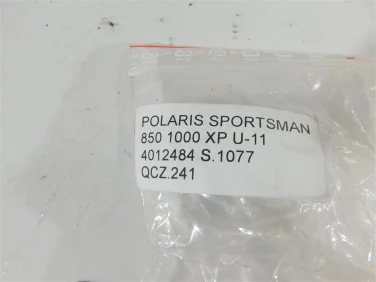 POLARIS SPORTSMAN
850 1000 XP U-11
4012484 S.1077
QCZ.241